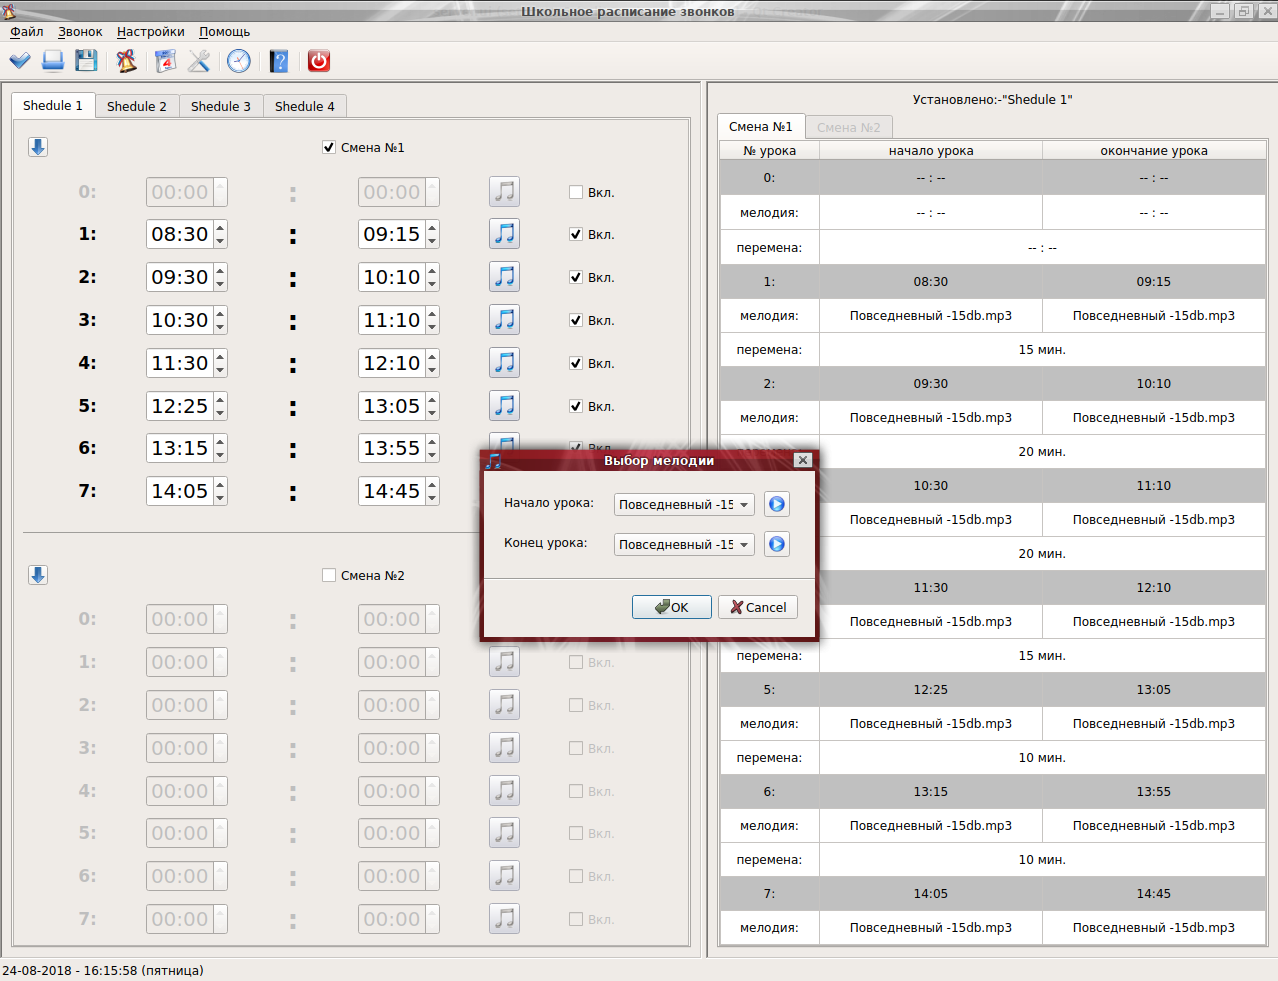 Школьное расписание звонков
Файл Звонок Настройки Помощь
Shedule 1 Shedule 2 Shedule 3 Shedule 4
Смена №1
0: 00:00 : 00:00 Вкл.
1: 08:30 : 09:15 Вкл.
2: 09:30 : 10:10 Вкл.
3: 10:30 : 11:10 Вкл.
4: 11:30 : 12:10 Вкл.
5: 12:25 : 13:05 Вкл.
6: 13:15 : 13:55 Вкл.
7: 14:05 : 14:45
Смена №2
0: 00:00 : 00:00
1: 00:00 : 00:00 Вкл.
2: 00:00 : 00:00 Вкл.
3: 00:00 : 00:00 Вкл.
4: 00:00 : 00:00 Вкл.
5: 00:00 : 00:00 Вкл.
6: 00:00 : 00:00 Вкл.
7: 00:00 : 00:00 Вкл.
Выбор мелодии
Начало урока: Повседневный -15
Конец урока: Повседневный -15
OK Cancel
Установлено:-"Shedule 1"
Смена №1 Смена №2
№ урока начало урока окончание урока
0: -- : -- -- : --
мелодия: -- : -- -- : --
перемена: -- : --
1: 08:30 09:15
мелодия: Повседневный -15db.mp3 Повседневный -15db.mp3
перемена: 15 мин.
2: 09:30 10:10
мелодия: Повседневный -15db.mp3 Повседневный -15db.mp3
20 мин.
10:30 11:10
Повседневный -15db.mp3 Повседневный -15db.mp3
20 мин.
11:30 12:10
Повседневный -15db.mp3 Повседневный -15db.mp3
перемена: 15 мин.
5: 12:25 13:05
мелодия: Повседневный -15db.mp3 Повседневный -15db.mp3
перемена: 10 мин.
6: 13:15 13:55
мелодия: Повседневный -15db.mp3 Повседневный -15db.mp3
перемена: 10 мин.
7: 14:05 14:45
мелодия: Повседневный -15db.mp3 Повседневный -15db.mp3
24-08-2018 - 16:15:58 (пятница)